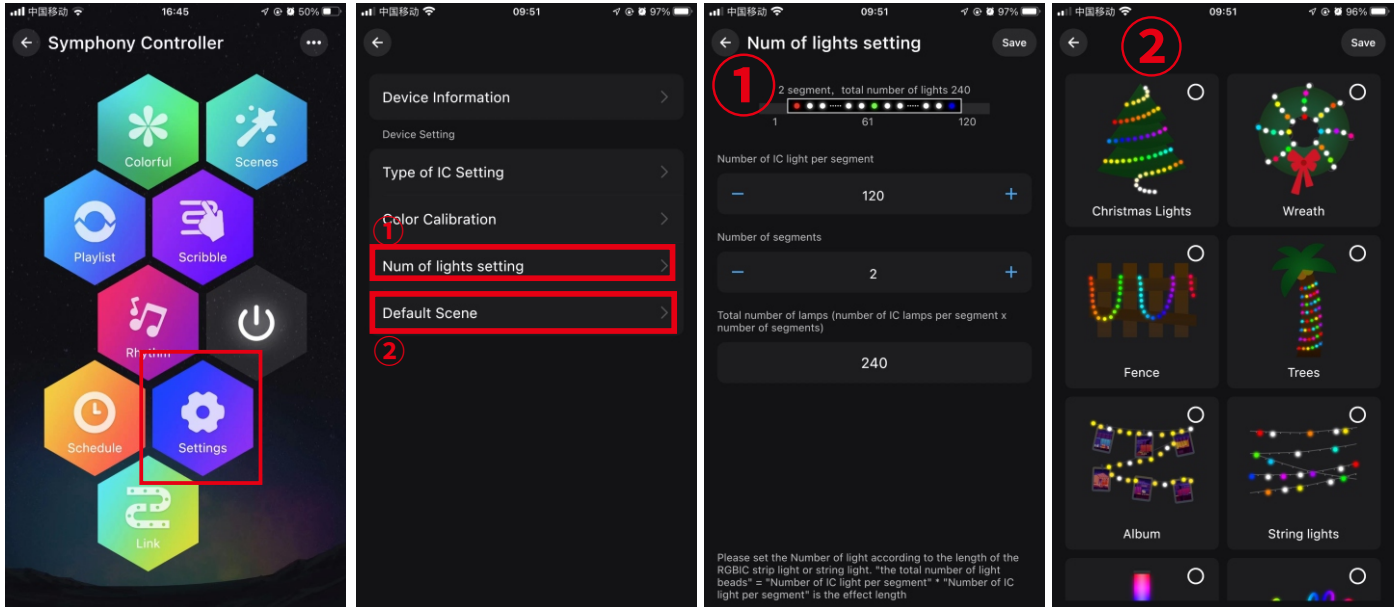 中国移动
16:45
50%
Symphony Controller
Colorful
Scenes
Playlist
Scribble
Rhythm
Schedule
Settings
Link
中国移动
09:51
97%
Device Information
Device Setting
Type of IC Setting
Color Calibration
①
Num of lights setting
Default Scene
②
中国移动
09:51
97%
Num of lights setting
Save
①
2 segment, total number of lights 240
1 61 120
Number of IC light per segment
− 120 +
Number of segments
− 2 +
Total number of lamps (number of IC lamps per segment x
number of segments)
240
Please set the Number of light according to the length of the
RGBIC strip light or string light. "the total number of light
beads" = "Number of IC light per segment" * "Number of IC
light per segment" is the effect length
中国移动
09:51
96%
②
Save
Christmas Lights
Wreath
Fence
Trees
Album
String lights